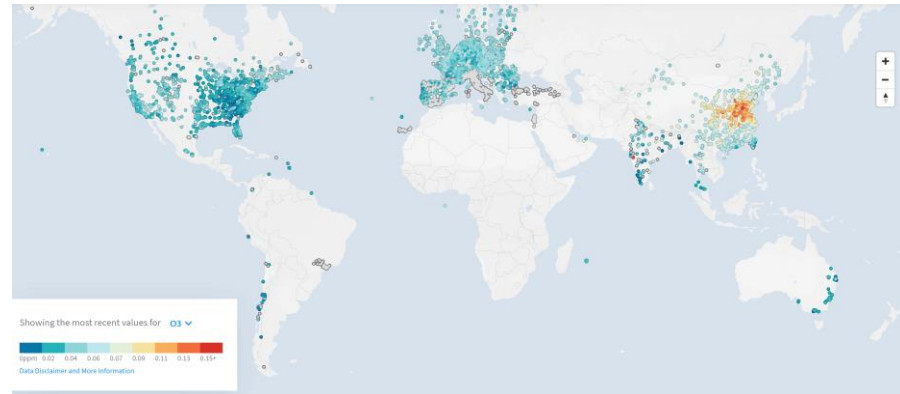 +
−
Showing the most recent values for O3
0ppm 0.02 0.04 0.06 0.07 0.09 0.11 0.13 0.15+
Data Disclaimer and More Information